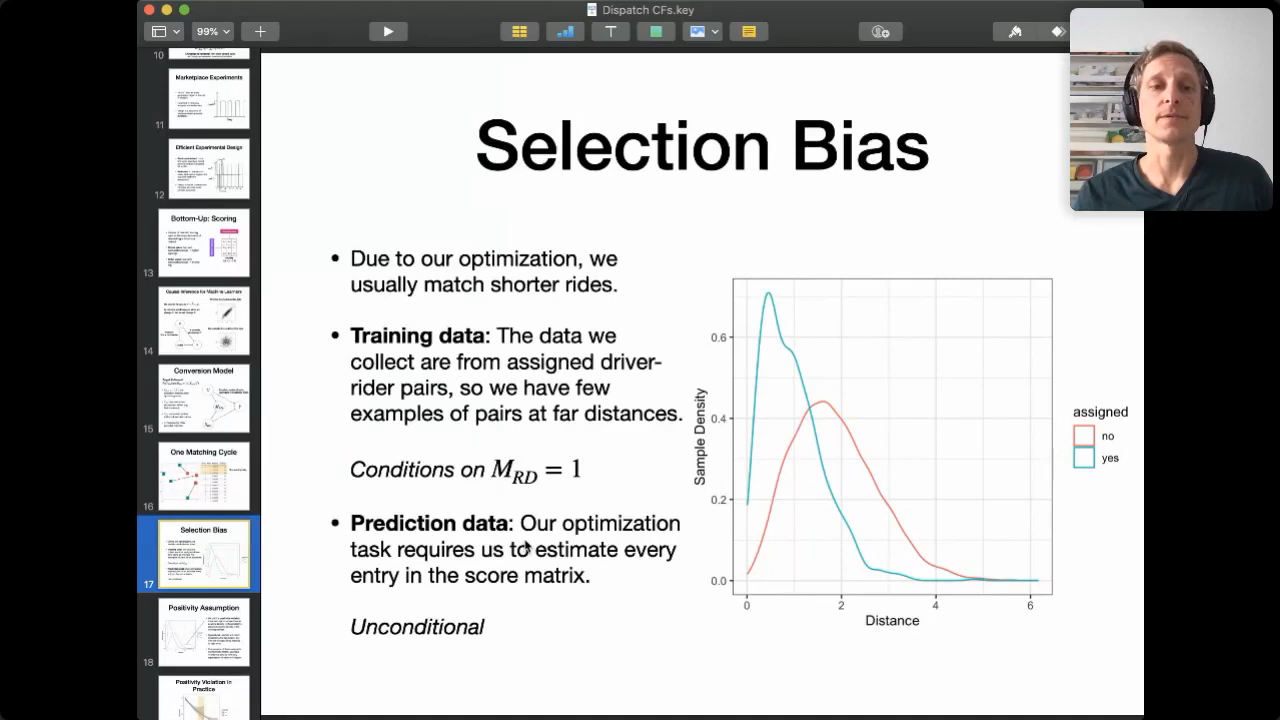 Dispatch CFs.key
99%
10
Marketplace Experiments
11
Efficient Experimental Design
12
Bottom-Up: Scoring
13
Causal Inference for Machine Learners
14
Conversion Model
15
One Matching Cycle
16
Selection Bias
17
Positivity Assumption
18
Positivity Violation in
Practice
Selection Bias
• Due to our optimization, we
usually match shorter rides.
• Training data: The data we
collect are from assigned driver-
rider pairs, so we have few
examples of pairs at far distances.
Conditions on M_RD = 1
• Prediction data: Our optimization
task requires us to estimate every
entry in the score matrix.
Unconditional
Sample Density
0.6
0.4
0.2
0.0
0 2 4 6
Distance
assigned
no
yes